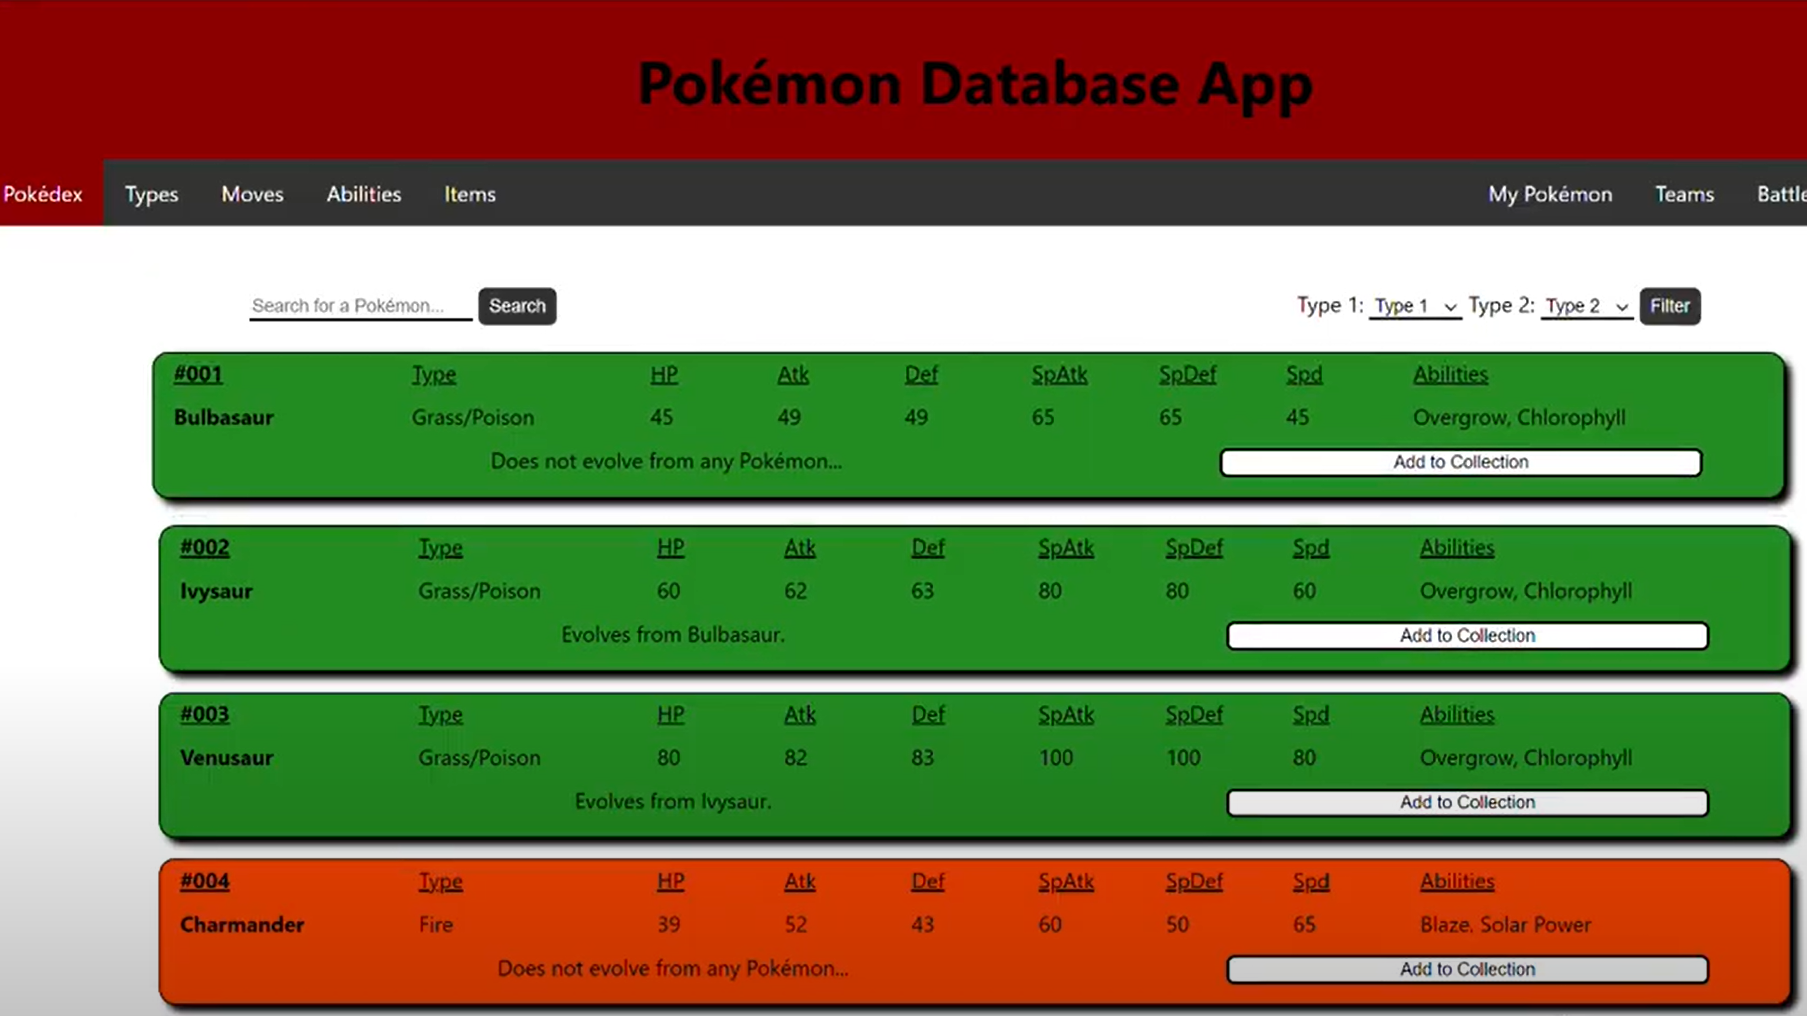 Pokémon Database App
Pokédex Types Moves Abilities Items My Pokémon Teams Battle
Search for a Pokémon... Search Type 1: Type 1 Type 2: Type 2 Filter
#001 Type HP Atk Def SpAtk SpDef Spd Abilities
Bulbasaur Grass/Poison 45 49 49 65 65 45 Overgrow, Chlorophyll
Does not evolve from any Pokémon... Add to Collection
#002 Type HP Atk Def SpAtk SpDef Spd Abilities
Ivysaur Grass/Poison 60 62 63 80 80 60 Overgrow, Chlorophyll
Evolves from Bulbasaur. Add to Collection
#003 Type HP Atk Def SpAtk SpDef Spd Abilities
Venusaur Grass/Poison 80 82 83 100 100 80 Overgrow, Chlorophyll
Evolves from Ivysaur. Add to Collection
#004 Type HP Atk Def SpAtk SpDef Spd Abilities
Charmander Fire 39 52 43 60 50 65 Blaze, Solar Power
Does not evolve from any Pokémon... Add to Collection